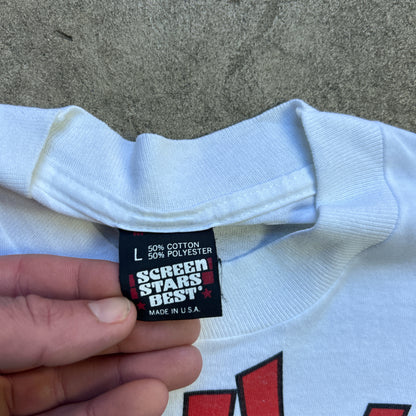 L 50% COTTON
50% POLYESTER
SCREEN
STARS
BEST®
MADE IN U.S.A.